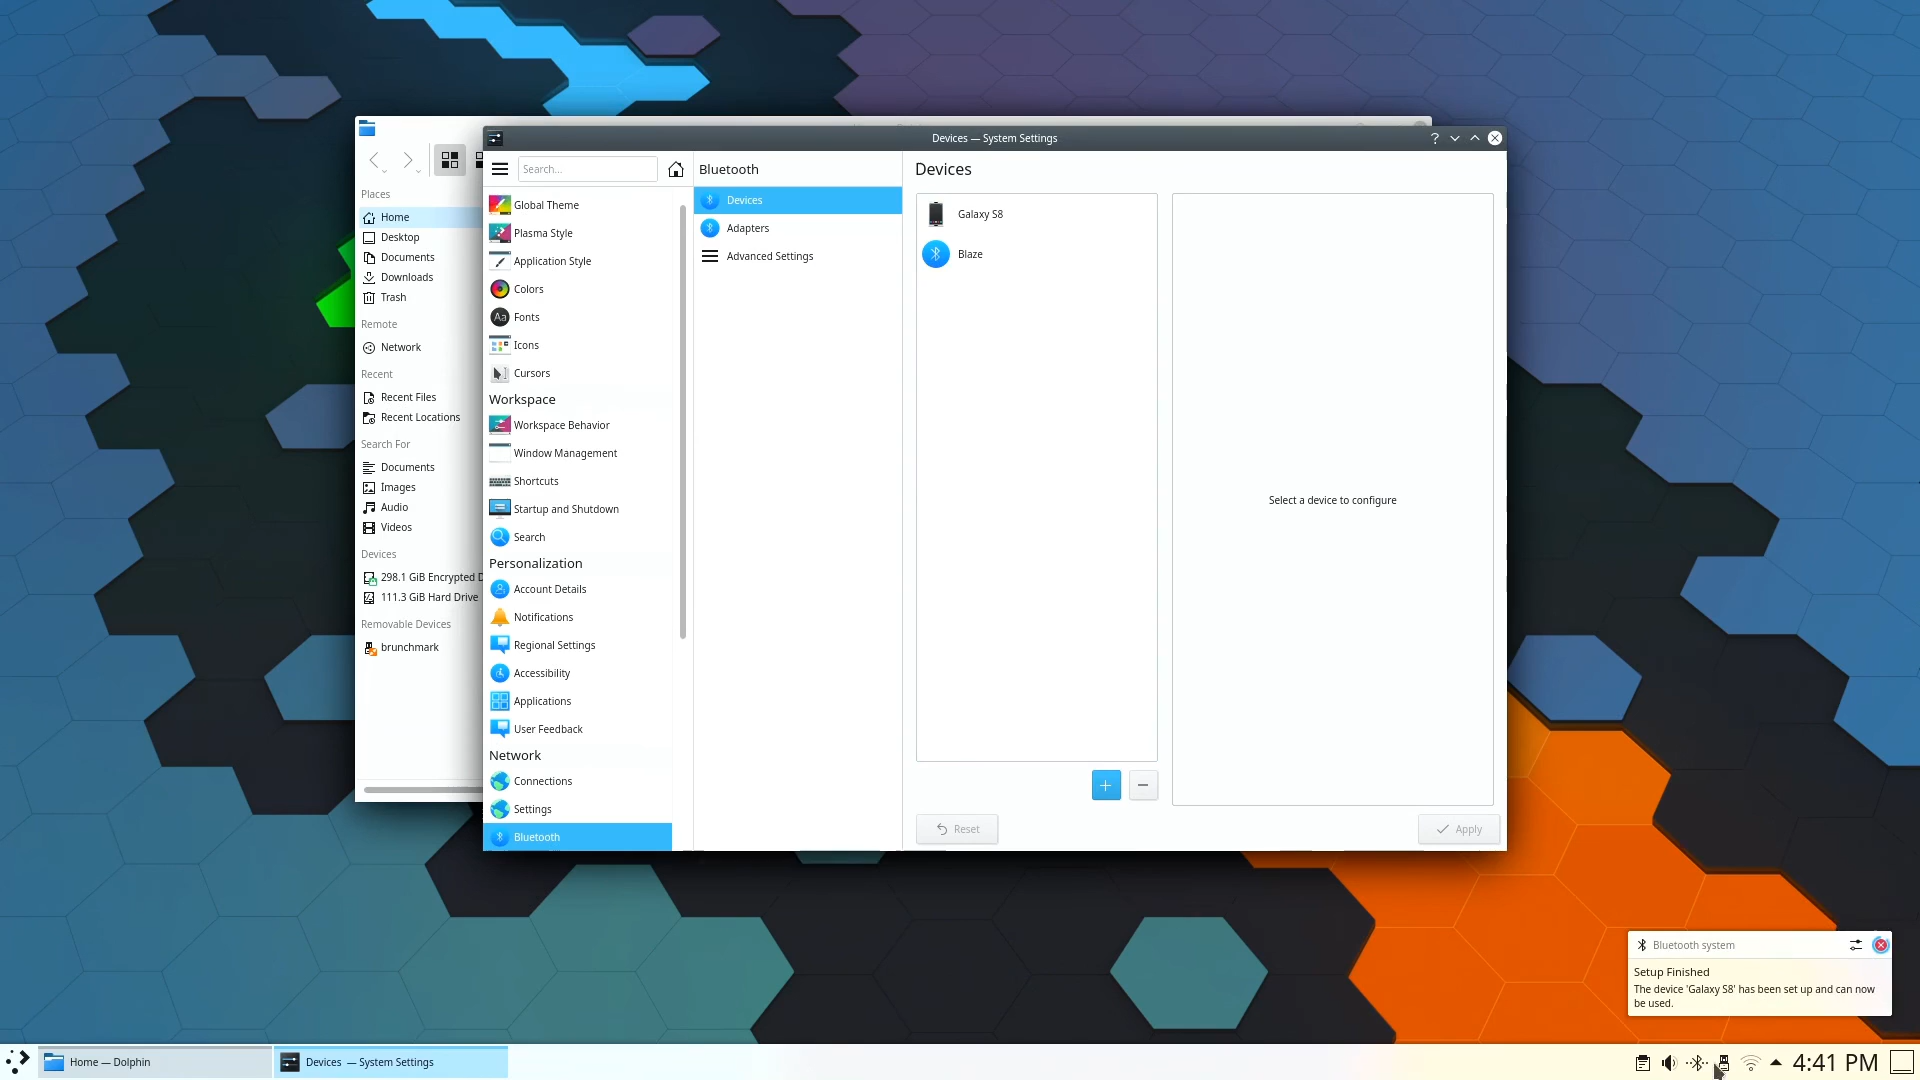 Devices — System Settings
Places
Home
Desktop
Documents
Downloads
Trash
Remote
Network
Recent
Recent Files
Recent Locations
Search For
Documents
Images
Audio
Videos
Devices
298.1 GiB Encrypted
111.3 GiB Hard Drive
Removable Devices
brunchmark
Search...
Global Theme
Plasma Style
Application Style
Colors
Aa Fonts
Icons
Cursors
Workspace
Workspace Behavior
Window Management
Shortcuts
Startup and Shutdown
Search
Personalization
Account Details
Notifications
Regional Settings
Accessibility
Applications
User Feedback
Network
Connections
Settings
Bluetooth
Bluetooth
Devices
Adapters
Advanced Settings
Devices
Galaxy S8
Blaze
Select a device to configure
Reset
Apply
Bluetooth system
Setup Finished
The device 'Galaxy S8' has been set up and can now
be used.
Home — Dolphin
Devices — System Settings
4:41 PM